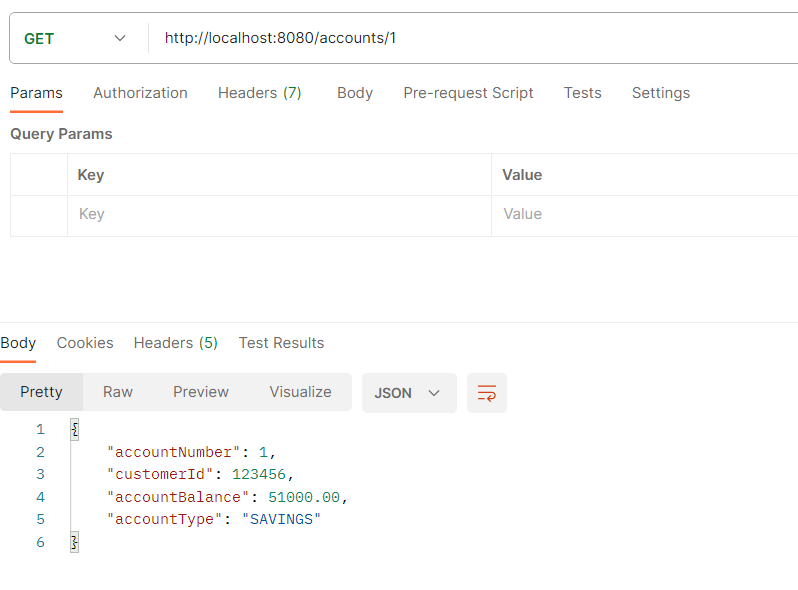 GET http://localhost:8080/accounts/1
Params Authorization Headers (7) Body Pre-request Script Tests Settings
Query Params
Key Value
Key Value
Body Cookies Headers (5) Test Results
Pretty Raw Preview Visualize JSON
1 {
2 "accountNumber": 1,
3 "customerId": 123456,
4 "accountBalance": 51000.00,
5 "accountType": "SAVINGS"
6 }